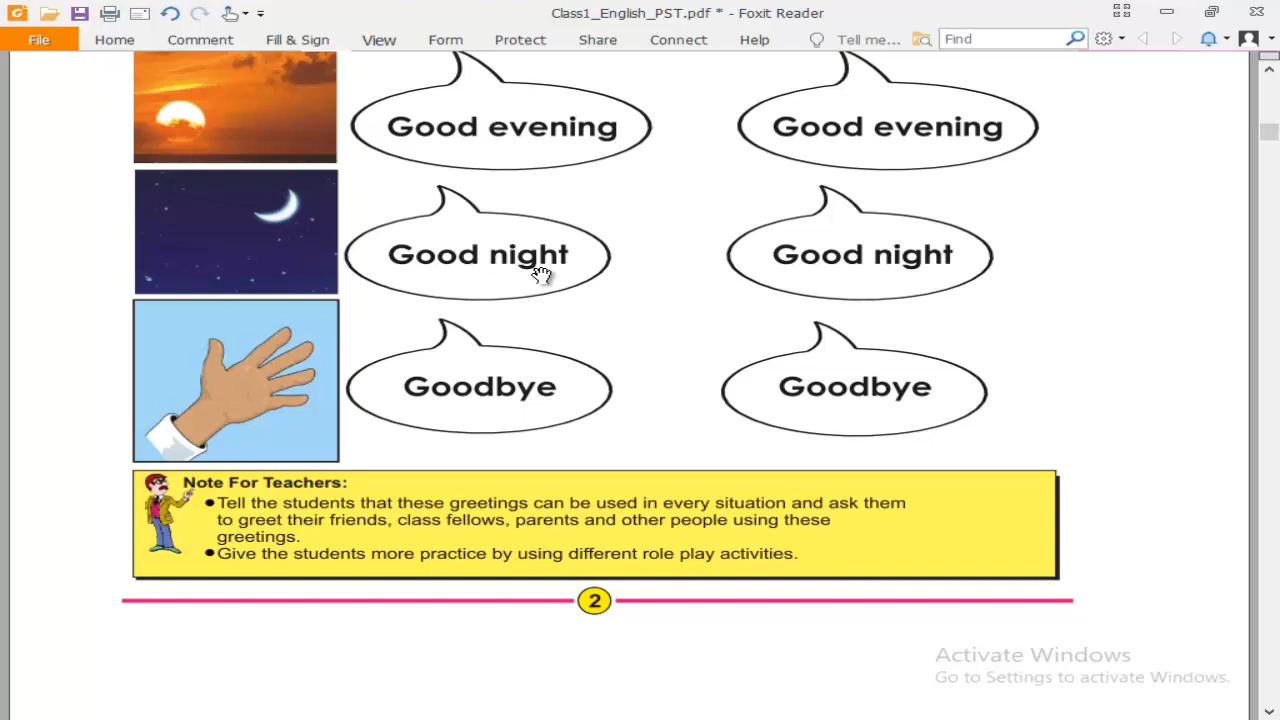 Class1_English_PST.pdf * - Foxit Reader
File Home Comment Fill & Sign View Form Protect Share Connect Help Tell me... Find
Good evening Good evening
Good night Good night
Goodbye Goodbye
Note For Teachers:
●Tell the students that these greetings can be used in every situation and ask them
to greet their friends, class fellows, parents and other people using these
greetings.
●Give the students more practice by using different role play activities.
2
Activate Windows
Go to Settings to activate Windows.